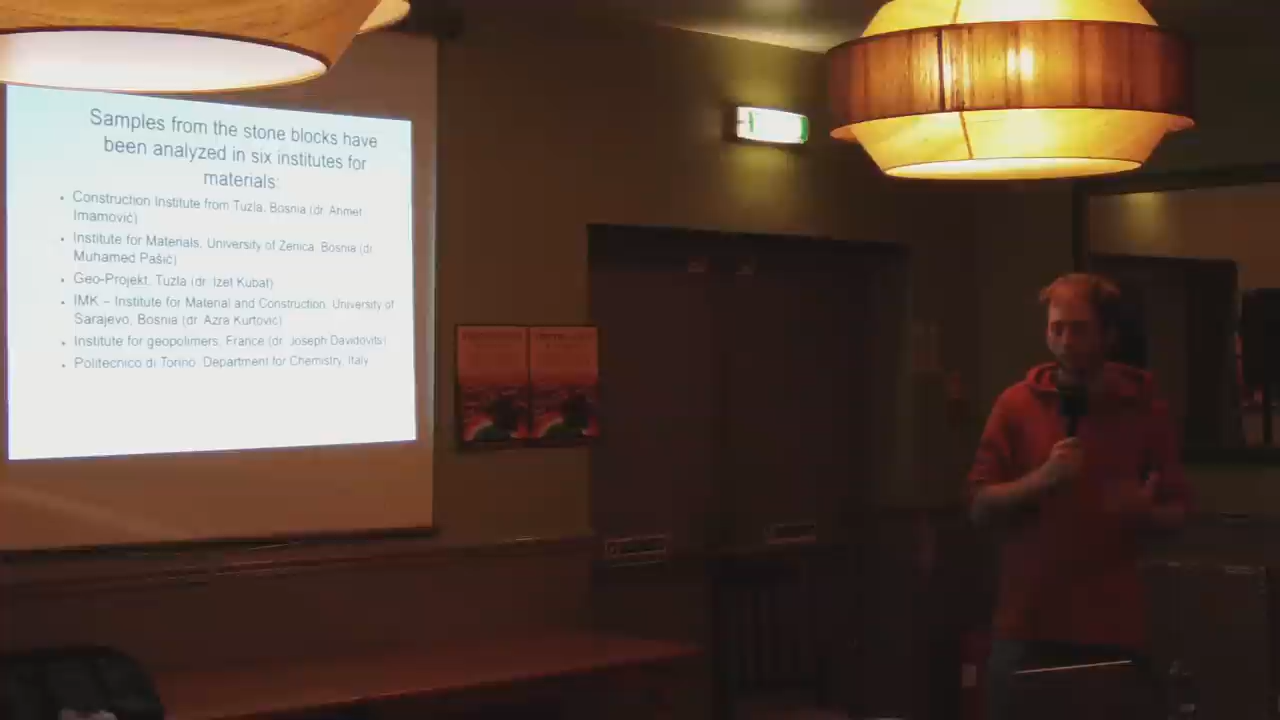 Samples from the stone blocks have
been analyzed in six institutes for
materials:
• Construction Institute from Tuzla, Bosnia (dr. Ahmet
Imamović)
• Institute for Materials, University of Zenica, Bosnia (dr.
Muhamed Pašić)
• Geo-Projekt, Tuzla (dr. Izet Kubat)
• IMK – Institute for Material and Construction, University of
Sarajevo, Bosnia (dr. Azra Kurtović)
• Institute for geopolimers, France (dr. Joseph Davidovits)
• Politecnico di Torino, Department for Chemistry, Italy